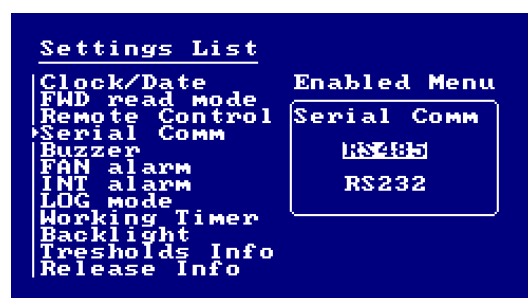 Settings List
Clock/Date
FWD read mode
Remote Control
Serial Comm
Buzzer
FAN alarm
INT alarm
LOG mode
Working Timer
Backlight
Tresholds Info
Release Info
Enabled Menu
Serial Comm
RS485
RS232